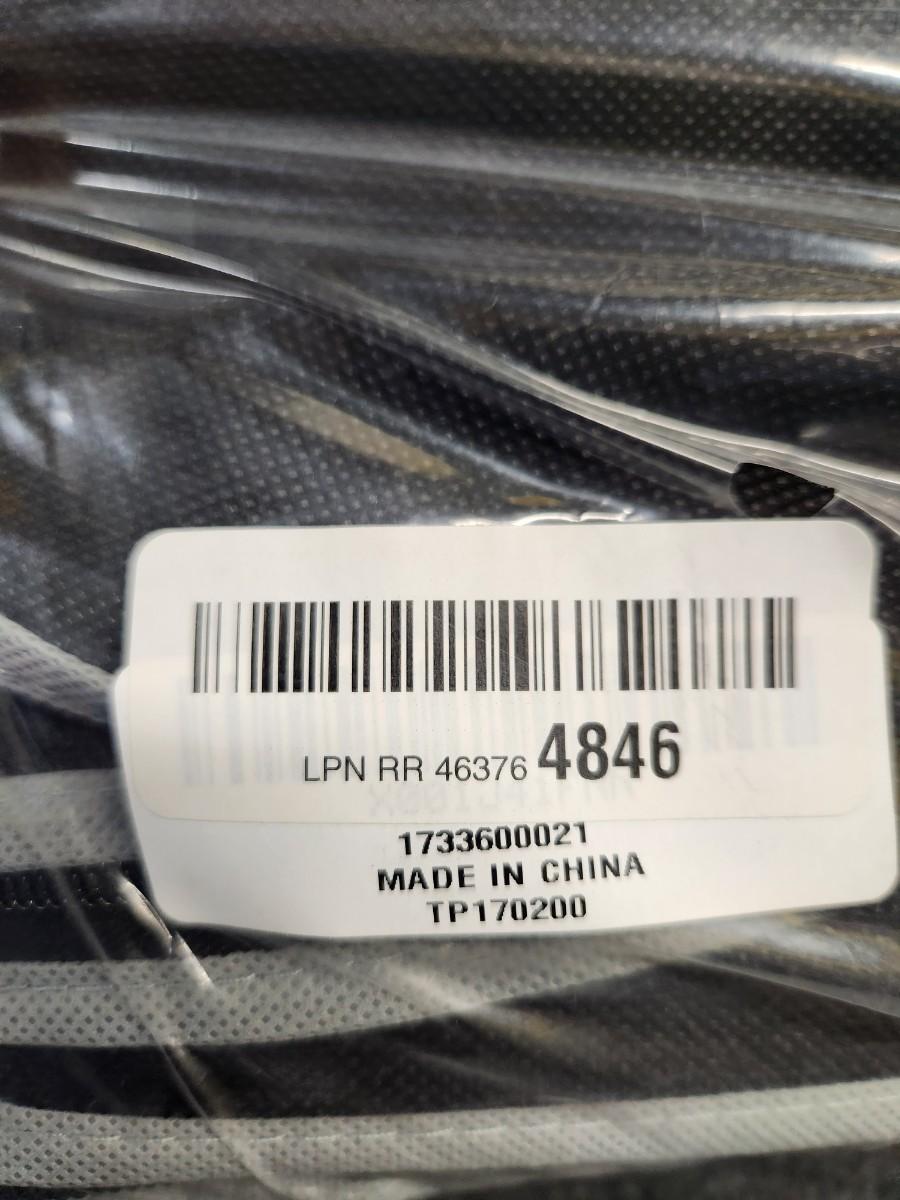 LPN RR 46376 4846
1733600021
MADE IN CHINA
TP170200